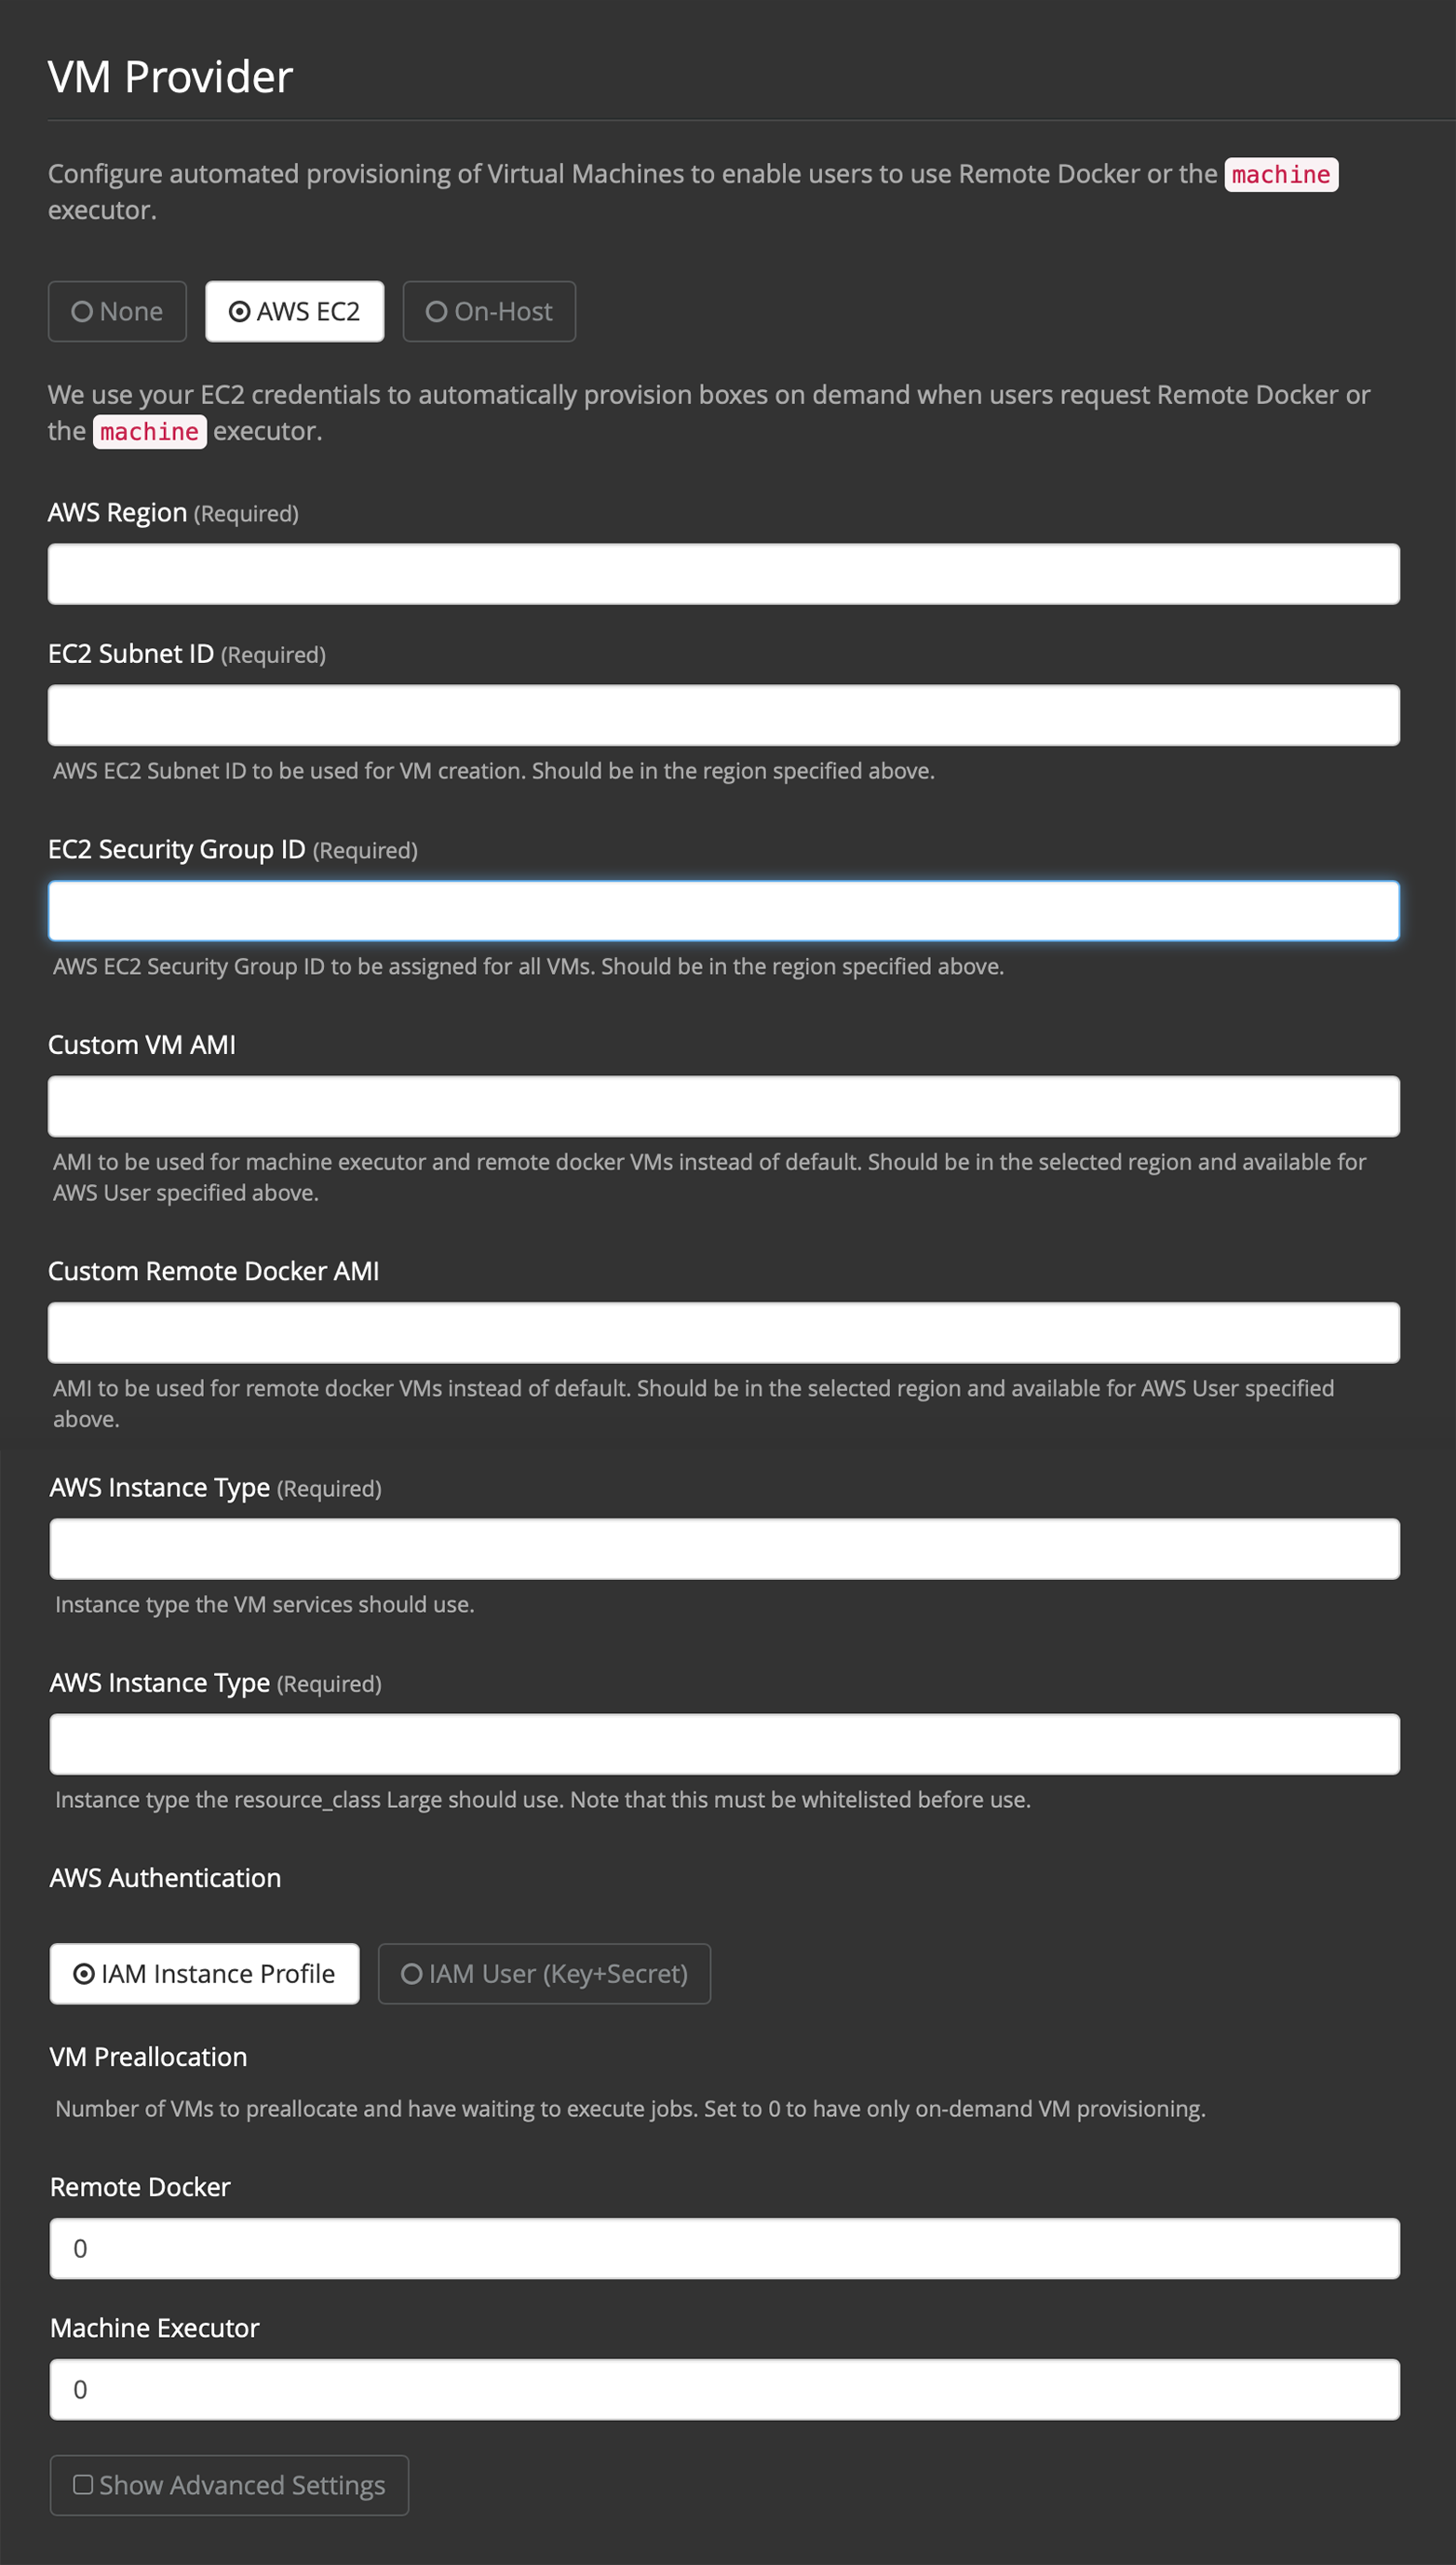 VM Provider
Configure automated provisioning of Virtual Machines to enable users to use Remote Docker or the machine
executor.
None AWS EC2 On-Host
We use your EC2 credentials to automatically provision boxes on demand when users request Remote Docker or
the machine executor.
AWS Region (Required)
EC2 Subnet ID (Required)
AWS EC2 Subnet ID to be used for VM creation. Should be in the region specified above.
EC2 Security Group ID (Required)
AWS EC2 Security Group ID to be assigned for all VMs. Should be in the region specified above.
Custom VM AMI
AMI to be used for machine executor and remote docker VMs instead of default. Should be in the selected region and available for
AWS User specified above.
Custom Remote Docker AMI
AMI to be used for remote docker VMs instead of default. Should be in the selected region and available for AWS User specified
above.
AWS Instance Type (Required)
Instance type the VM services should use.
AWS Instance Type (Required)
Instance type the resource_class Large should use. Note that this must be whitelisted before use.
AWS Authentication
IAM Instance Profile IAM User (Key+Secret)
VM Preallocation
Number of VMs to preallocate and have waiting to execute jobs. Set to 0 to have only on-demand VM provisioning.
Remote Docker
0
Machine Executor
0
Show Advanced Settings